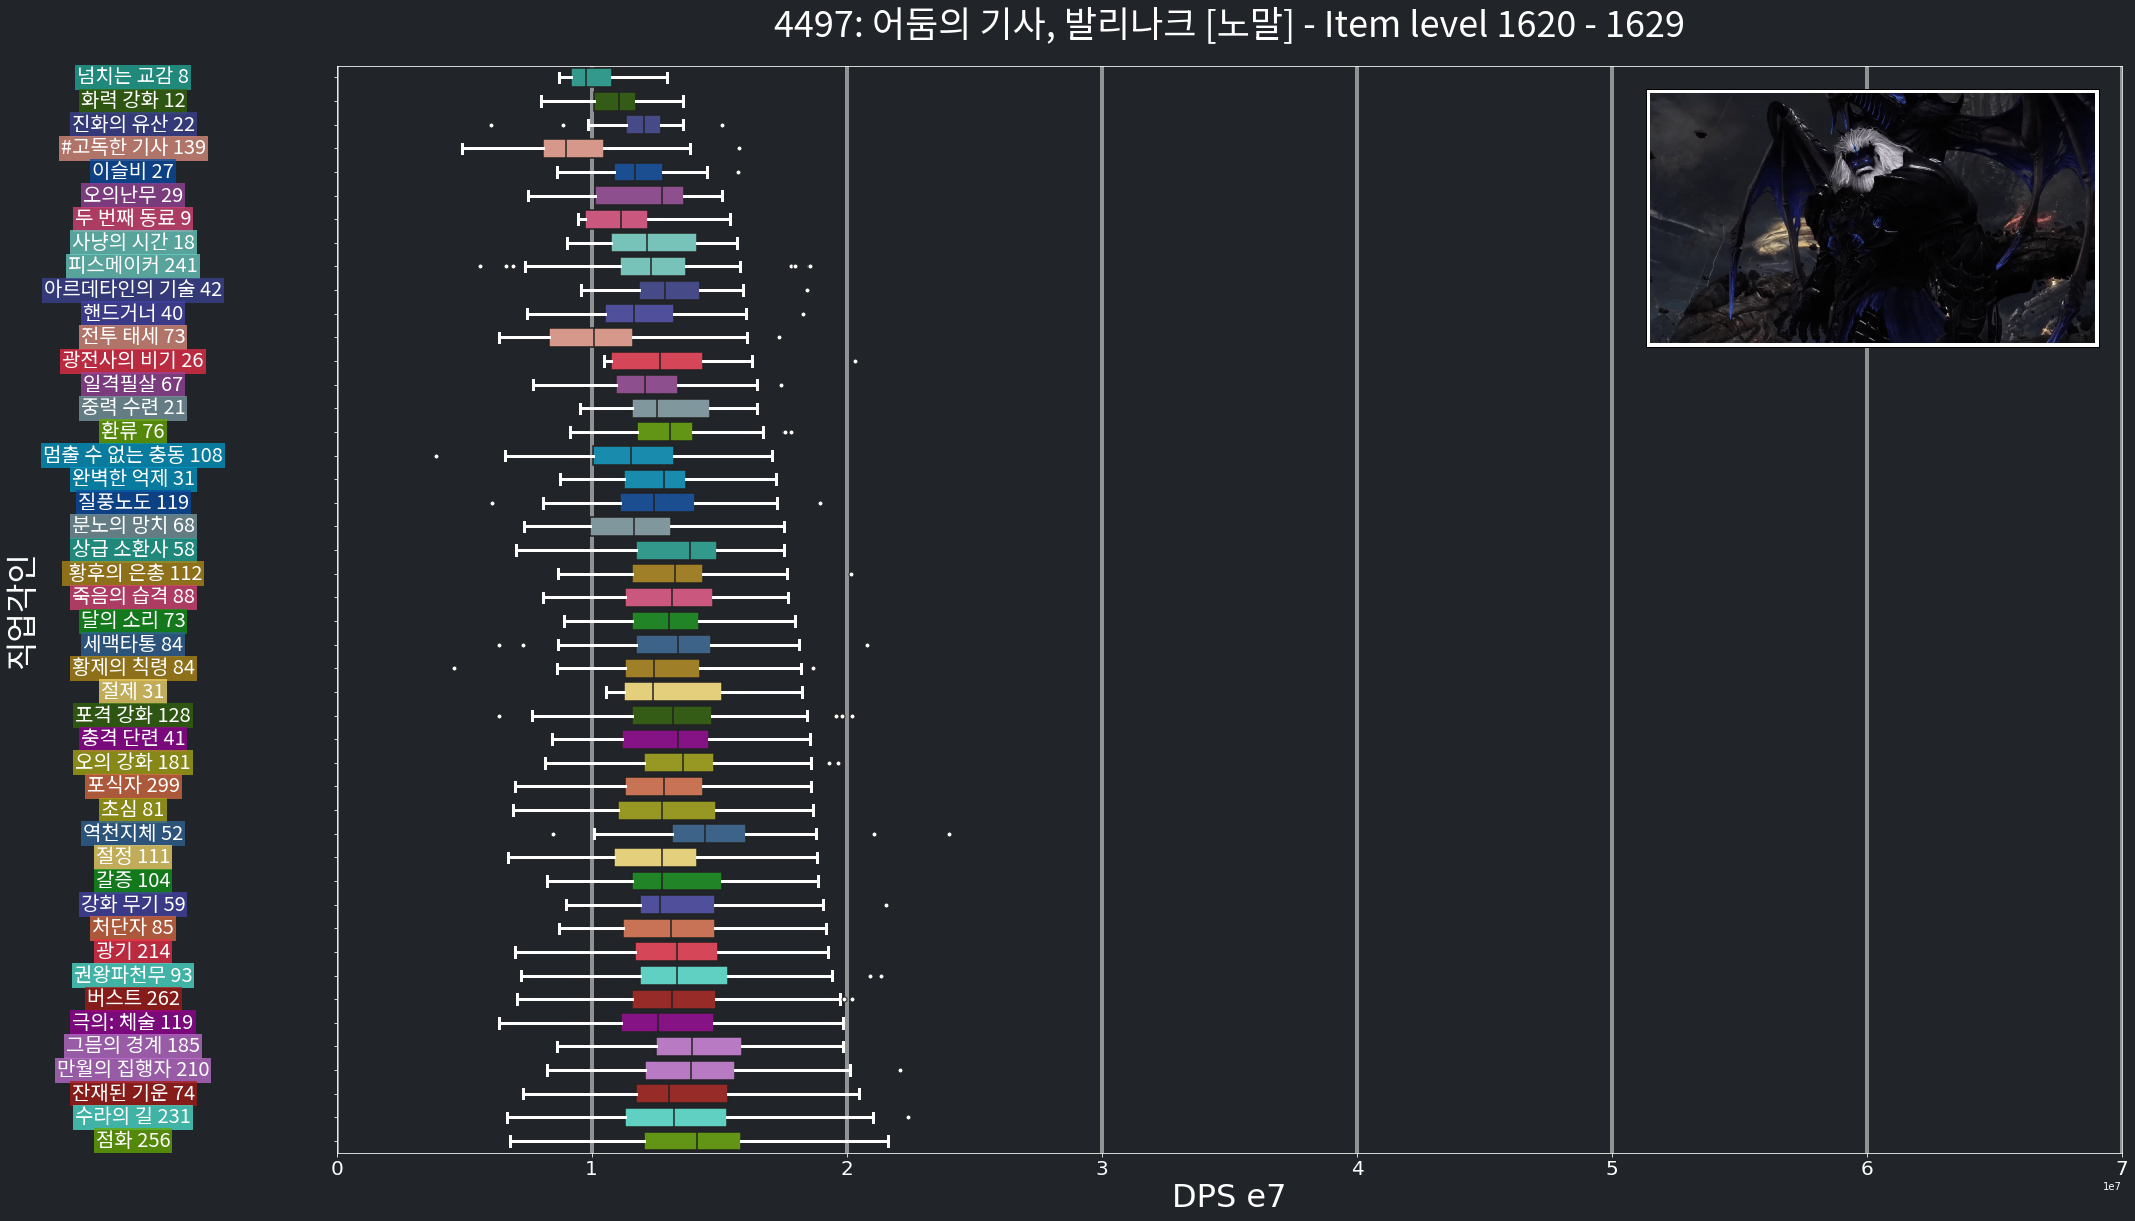 4497: 어둠의 기사, 발리나크 [노말] - Item level 1620 - 1629
넘치는 교감 8
화력 강화 12
진화의 유산 22
#고독한 기사 139
이슬비 27
오의난무 29
두 번째 동료 9
사냥의 시간 18
피스메이커 241
아르데타인의 기술 42
핸드거너 40
전투 태세 73
광전사의 비기 26
일격필살 67
중력 수련 21
환류 76
멈출 수 없는 충동 108
완벽한 억제 31
질풍노도 119
분노의 망치 68
상급 소환사 58
황후의 은총 112
죽음의 습격 88
달의 소리 73
세맥타통 84
황제의 칙령 84
절제 31
포격 강화 128
충격 단련 41
오의 강화 181
포식자 299
초심 81
역천지체 52
절정 111
갈증 104
강화 무기 59
처단자 85
광기 214
권왕파천무 93
버스트 262
극의: 체술 119
그믐의 경계 185
만월의 집행자 210
잔재된 기운 74
수라의 길 231
점화 256
직업각인
0 1 2 3 4 5 6 7
1e7
DPS e7